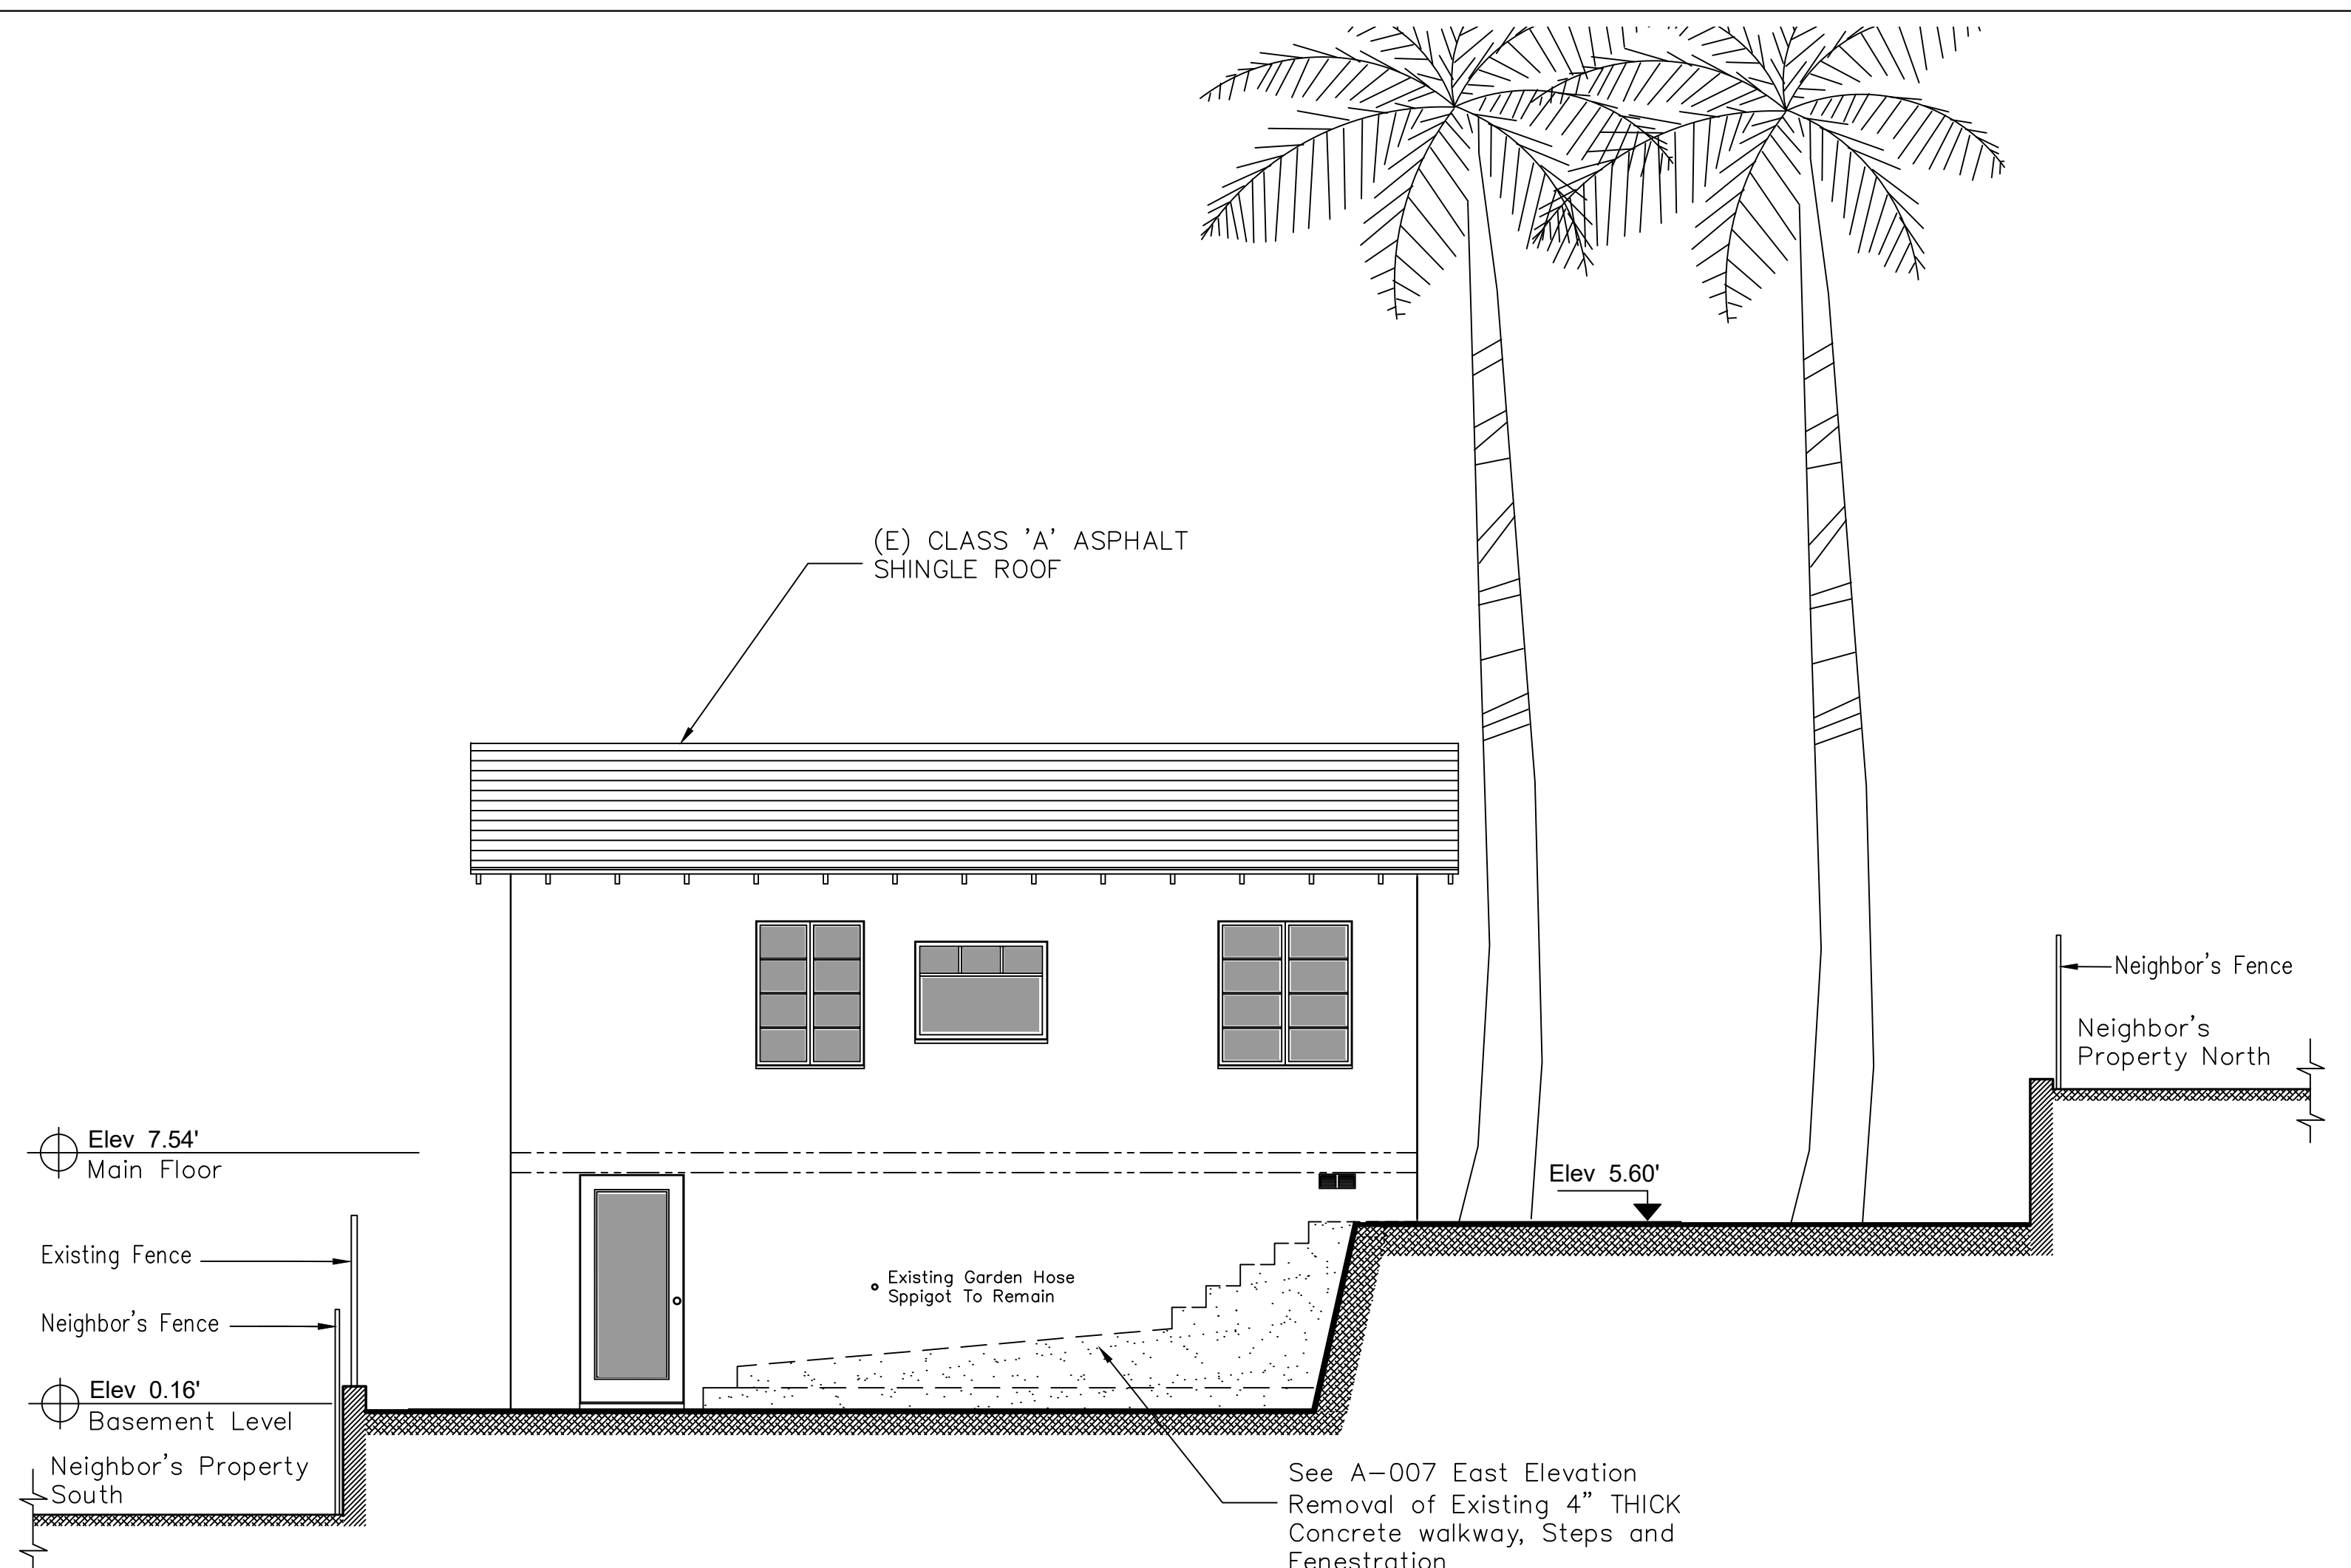 (E) CLASS 'A' ASPHALT
SHINGLE ROOF
Neighbor's Fence
Neighbor's
Property North
Elev 7.54'
Main Floor
Elev 5.60'
Existing Fence
Existing Garden Hose
Sppigot To Remain
Neighbor's Fence
Elev 0.16'
Basement Level
Neighbor's Property
South
See A-007 East Elevation
Removal of Existing 4" THICK
Concrete walkway, Steps and
Fenestration